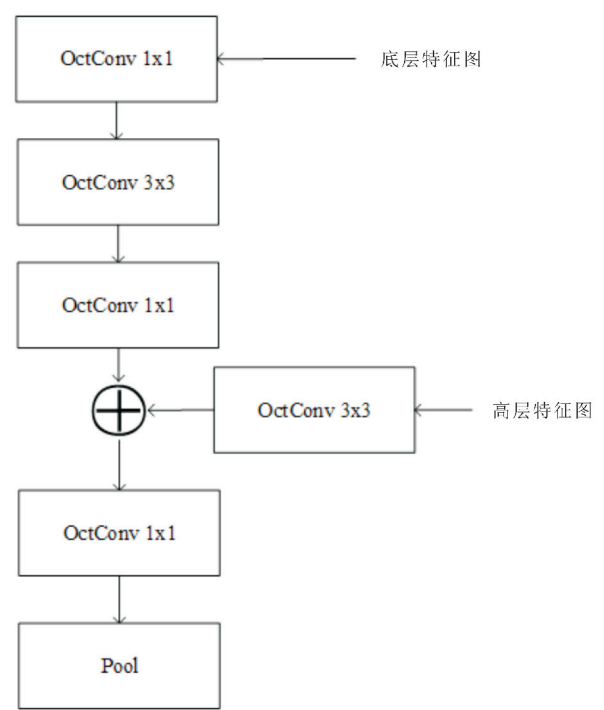 OctConv 1x1
底层特征图
OctConv 3x3
OctConv 1x1
OctConv 3x3
高层特征图
OctConv 1x1
Pool